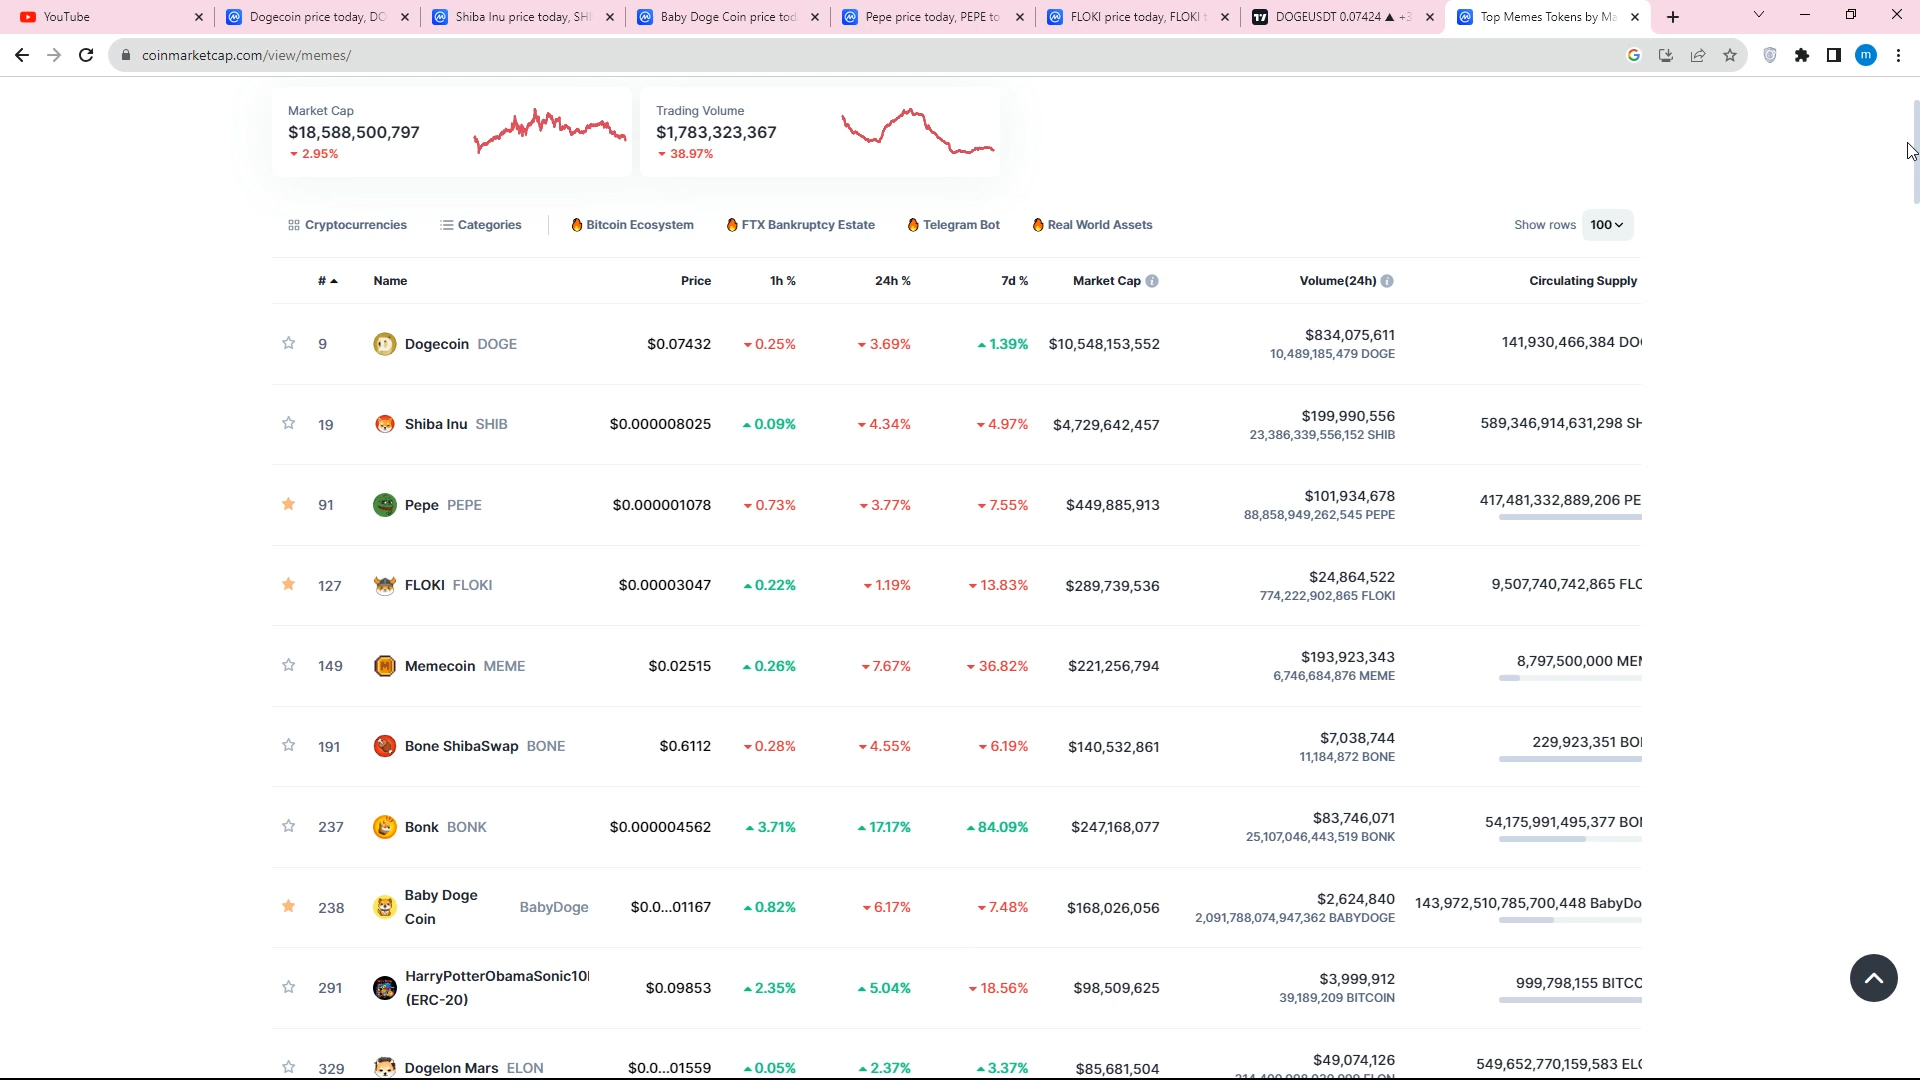 YouTube
Dogecoin price today, DO
Shiba Inu price today, SHI
Baby Doge Coin price tod
Pepe price today, PEPE to
FLOKI price today, FLOKI t
DOGEUSDT 0.07424 ▲ +3
Top Memes Tokens by Ma
coinmarketcap.com/view/memes/
m
Market Cap
$18,588,500,797
2.95%
Trading Volume
$1,783,323,367
38.97%
Cryptocurrencies
Categories
Bitcoin Ecosystem
FTX Bankruptcy Estate
Telegram Bot
Real World Assets
Show rows 100
# Name Price 1h % 24h % 7d % Market Cap Volume(24h) Circulating Supply
9 Dogecoin DOGE $0.07432 0.25% 3.69% 1.39% $10,548,153,552 $834,075,611 141,930,466,384 DO
10,489,185,479 DOGE
19 Shiba Inu SHIB $0.000008025 0.09% 4.34% 4.97% $4,729,642,457 $199,990,556 589,346,914,631,298 SH
23,386,339,556,152 SHIB
91 Pepe PEPE $0.000001078 0.73% 3.77% 7.55% $449,885,913 $101,934,678 417,481,332,889,206 PE
88,858,949,262,545 PEPE
127 FLOKI FLOKI $0.00003047 0.22% 1.19% 13.83% $289,739,536 $24,864,522 9,507,740,742,865 FLO
774,222,902,865 FLOKI
149 Memecoin MEME $0.02515 0.26% 7.67% 36.82% $221,256,794 $193,923,343 8,797,500,000 MEM
6,746,684,876 MEME
191 Bone ShibaSwap BONE $0.6112 0.28% 4.55% 6.19% $140,532,861 $7,038,744 229,923,351 BO
11,184,872 BONE
237 Bonk BONK $0.000004562 3.71% 17.17% 84.09% $247,168,077 $83,746,071 54,175,991,495,377 BO
25,107,046,443,519 BONK
238 Baby Doge Coin BabyDoge $0.0...01167 0.82% 6.17% 7.48% $168,026,056 $2,624,840 143,972,510,785,700,448 BabyDo
2,091,788,074,947,362 BABYDOGE
291 HarryPotterObamaSonic10I (ERC-20) $0.09853 2.35% 5.04% 18.56% $98,509,625 $3,999,912 999,798,155 BITCO
39,189,209 BITCOIN
329 Dogelon Mars ELON $0.0...01559 0.05% 2.37% 3.37% $85,681,504 $49,074,126 549,652,770,159,583 ELO